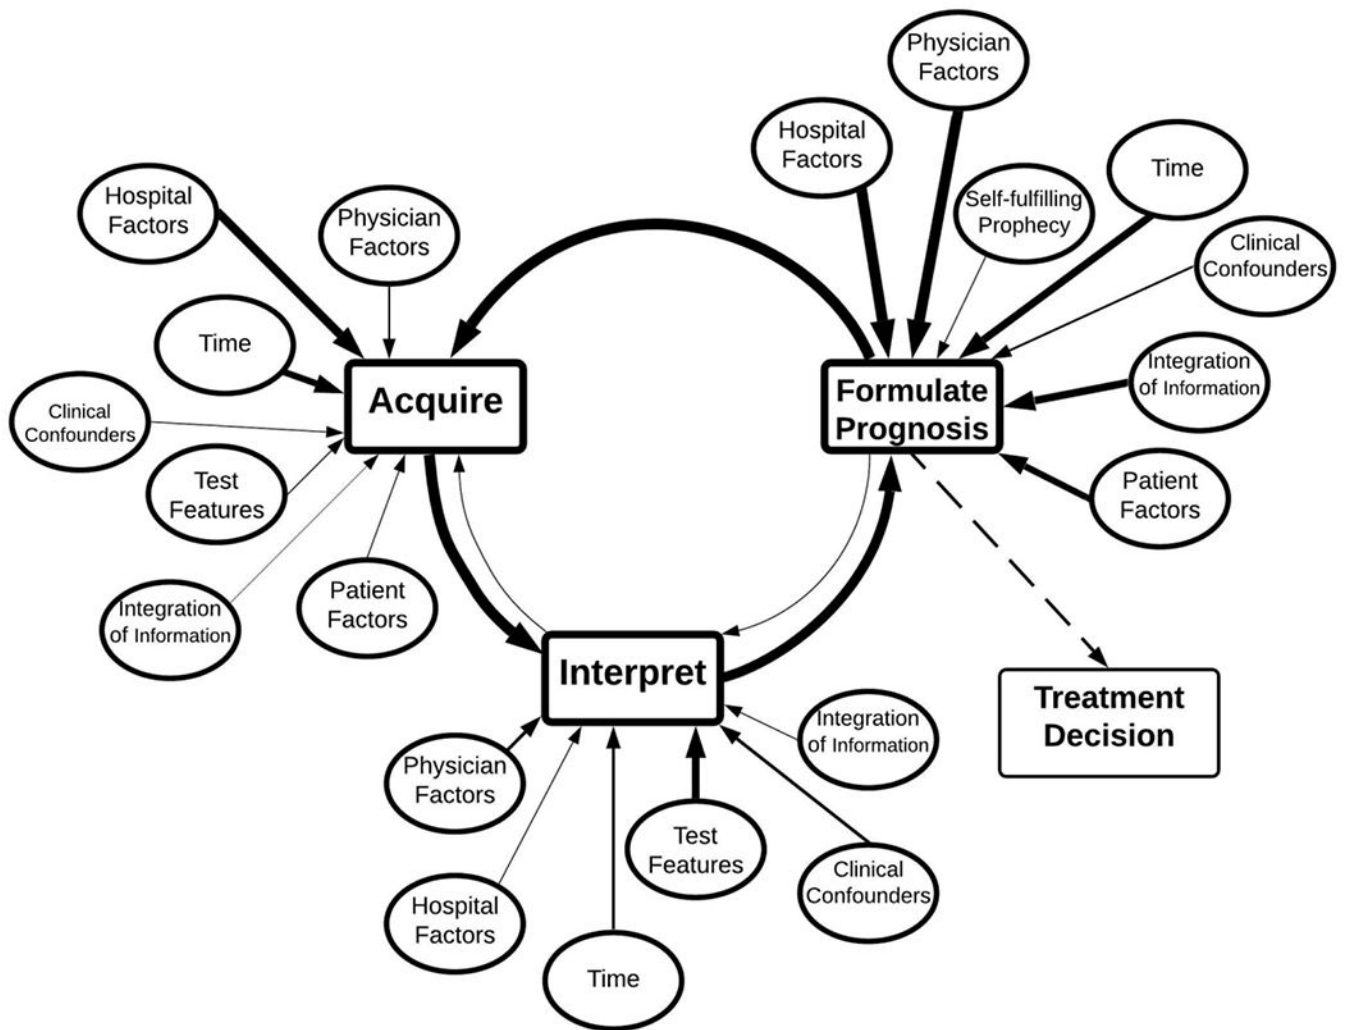 Physician
Factors
Hospital
Factors
Time
Self-fulfilling
Prophecy
Clinical
Confounders
Hospital
Factors
Physician
Factors
Time
Integration
of Information
Clinical
Confounders
Acquire
Formulate
Prognosis
Test
Features
Patient
Factors
Integration
of Information
Patient
Factors
Interpret
Treatment
Decision
Integration
of Information
Physician
Factors
Test
Features
Clinical
Confounders
Hospital
Factors
Time